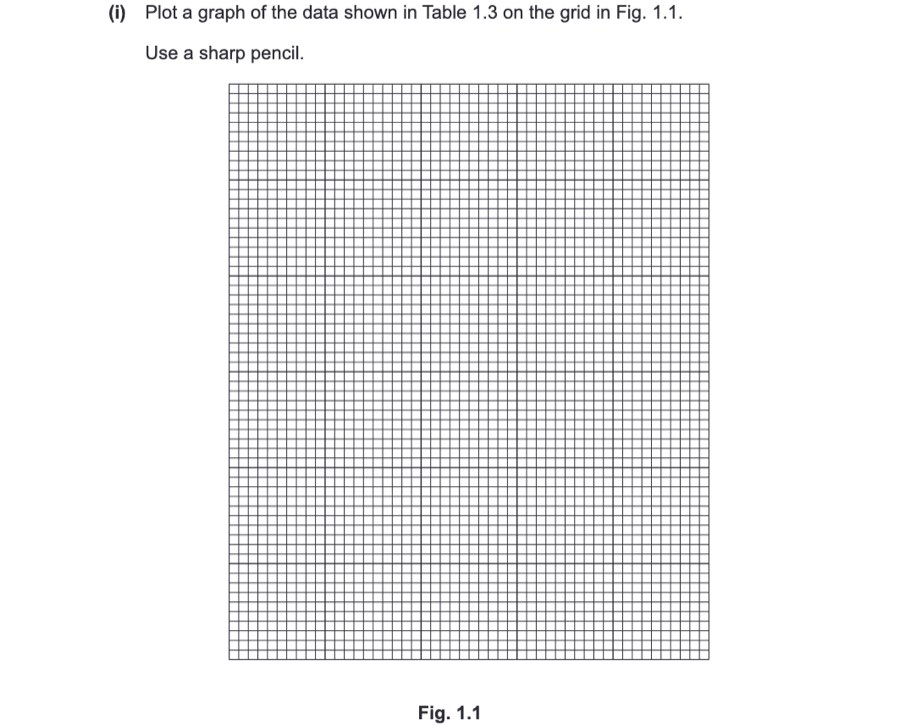 (i) Plot a graph of the data shown in Table 1.3 on the grid in Fig. 1.1.
Use a sharp pencil.
Fig. 1.1